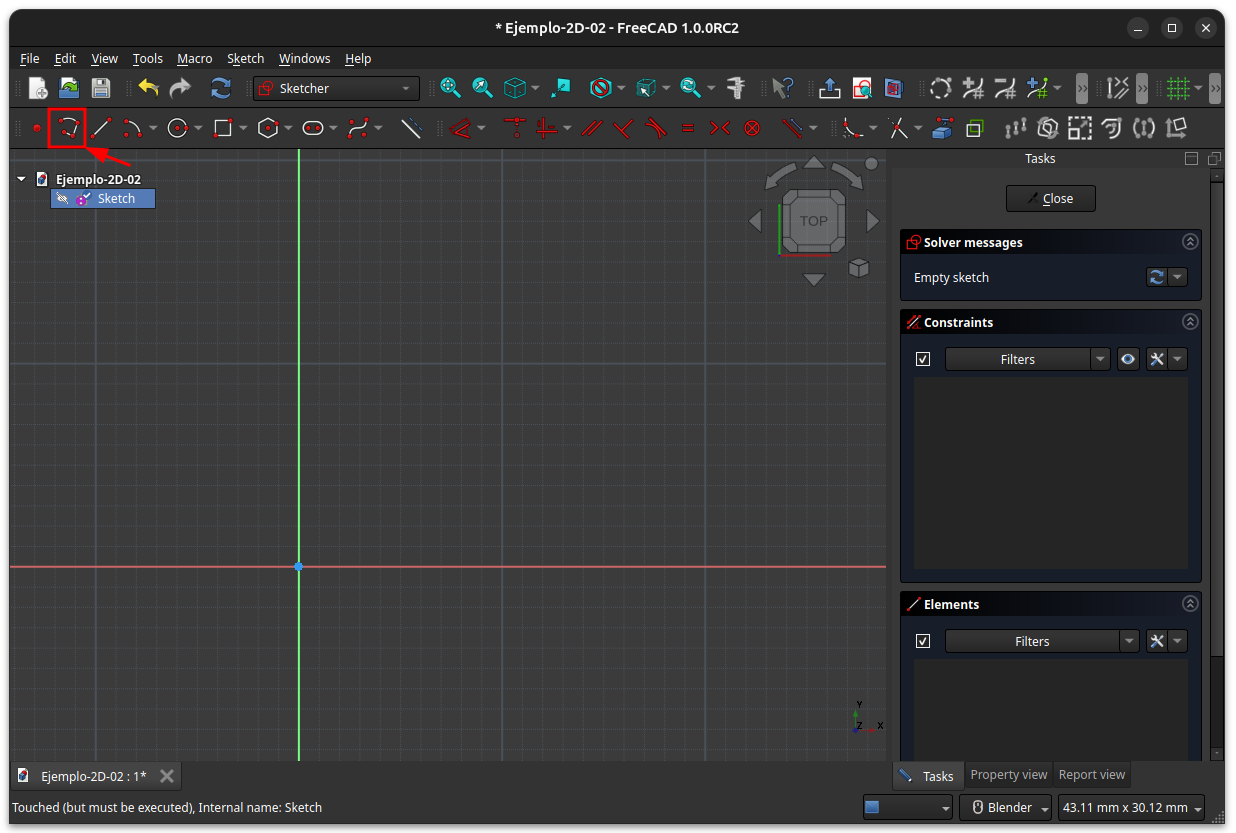 * Ejemplo-2D-02 - FreeCAD 1.0.0RC2
File Edit View Tools Macro Sketch Windows Help
Sketcher
Ejemplo-2D-02
Sketch
TOP
Tasks
Close
Solver messages
Empty sketch
Constraints
Filters
Elements
Filters
Y
Z X
Ejemplo-2D-02 : 1*
Tasks Property view Report view
Touched (but must be executed), Internal name: Sketch
Blender 43.11 mm x 30.12 mm